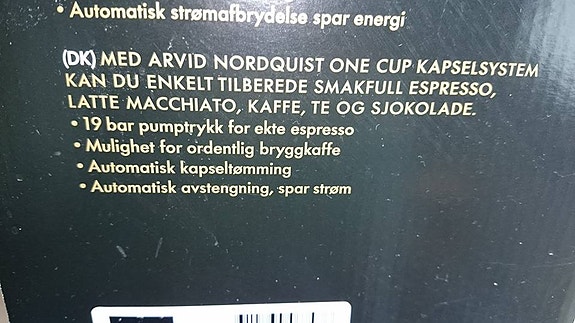 • Automatisk strømafbrydelse spar energi
(DK) MED ARVID NORDQUIST ONE CUP KAPSELSYSTEM
KAN DU ENKELT TILBEREDE SMAKFULL ESPRESSO,
LATTE MACCHIATO, KAFFE, TE OG SJOKOLADE.
• 19 bar pumptrykk for ekte espresso
• Mulighet for ordentlig bryggkaffe
• Automatisk kapseltømming
• Automatisk avstengning, spar strøm